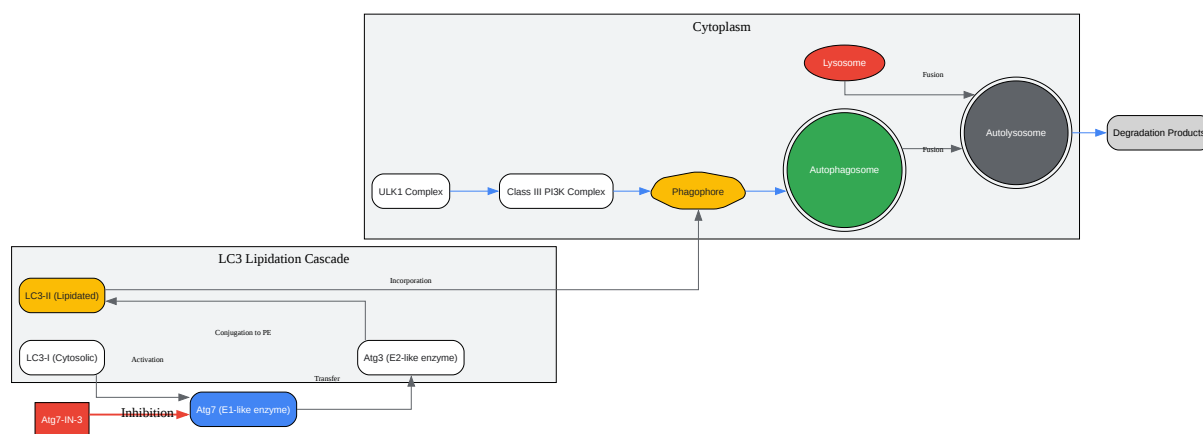 Cytoplasm
Lysosome
Fusion
Autolysosome
Degradation Products
Fusion
Autophagosome
ULK1 Complex
Class III PI3K Complex
Phagophore
LC3 Lipidation Cascade
Incorporation
LC3-II (Lipidated)
Conjugation to PE
LC3-I (Cytosolic)
Activation
Atg3 (E2-like enzyme)
Transfer
Atg7-IN-3
Inhibition
Atg7 (E1-like enzyme)